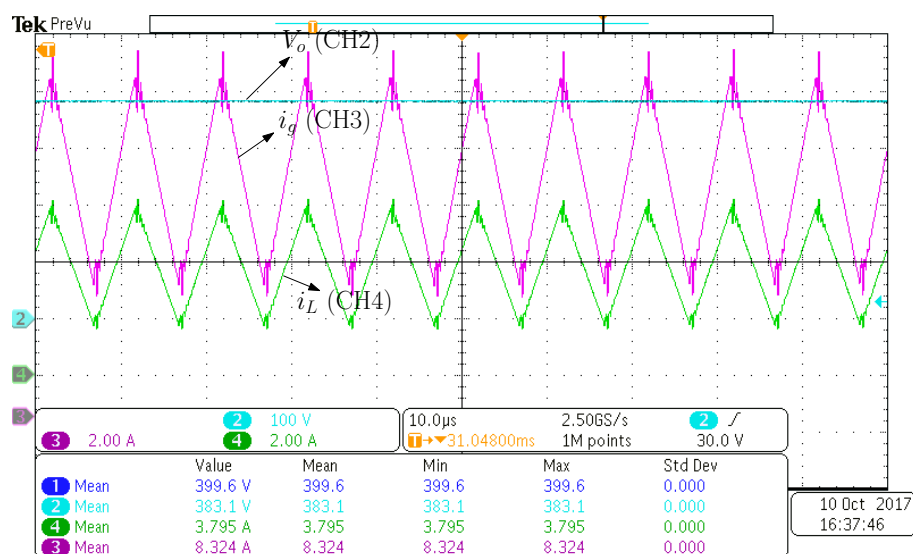 Tek PreVu
T
T
V_o (CH2)
i_g (CH3)
i_L (CH4)
2
4
3
2 100 V
3 2.00 A 4 2.00 A
10.0µs 2.50GS/s 2
T→▼31.04800ms 1M points 30.0 V
Value Mean Min Max Std Dev
1 Mean 399.6 V 399.6 399.6 399.6 0.000
2 Mean 383.1 V 383.1 383.1 383.1 0.000
4 Mean 3.795 A 3.795 3.795 3.795 0.000
3 Mean 8.324 A 8.324 8.324 8.324 0.000
10 Oct 2017
16:37:46